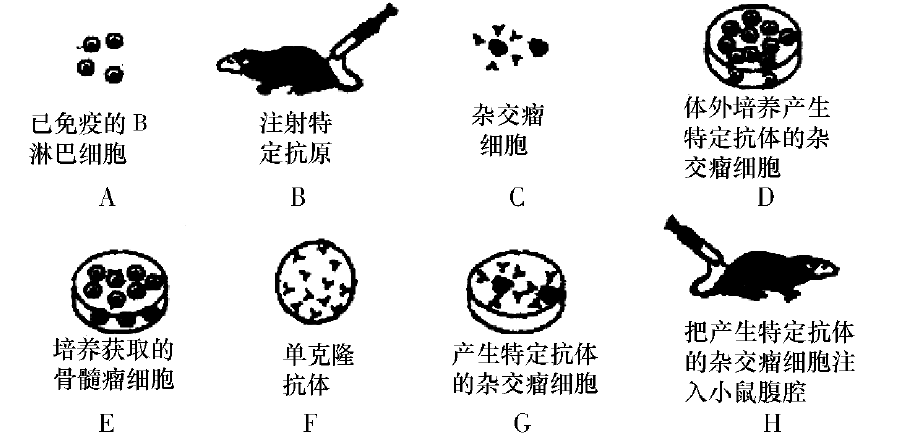 已免疫的 B
淋巴细胞
A
注射特
定抗原
B
杂交瘤
细胞
C
体外培养产生
特定抗体的杂
交瘤细胞
D
培养获取的
骨髓瘤细胞
E
单克隆
抗体
F
产生特定抗体
的杂交瘤细胞
G
把产生特定抗体
的杂交瘤细胞注
入小鼠腹腔
H